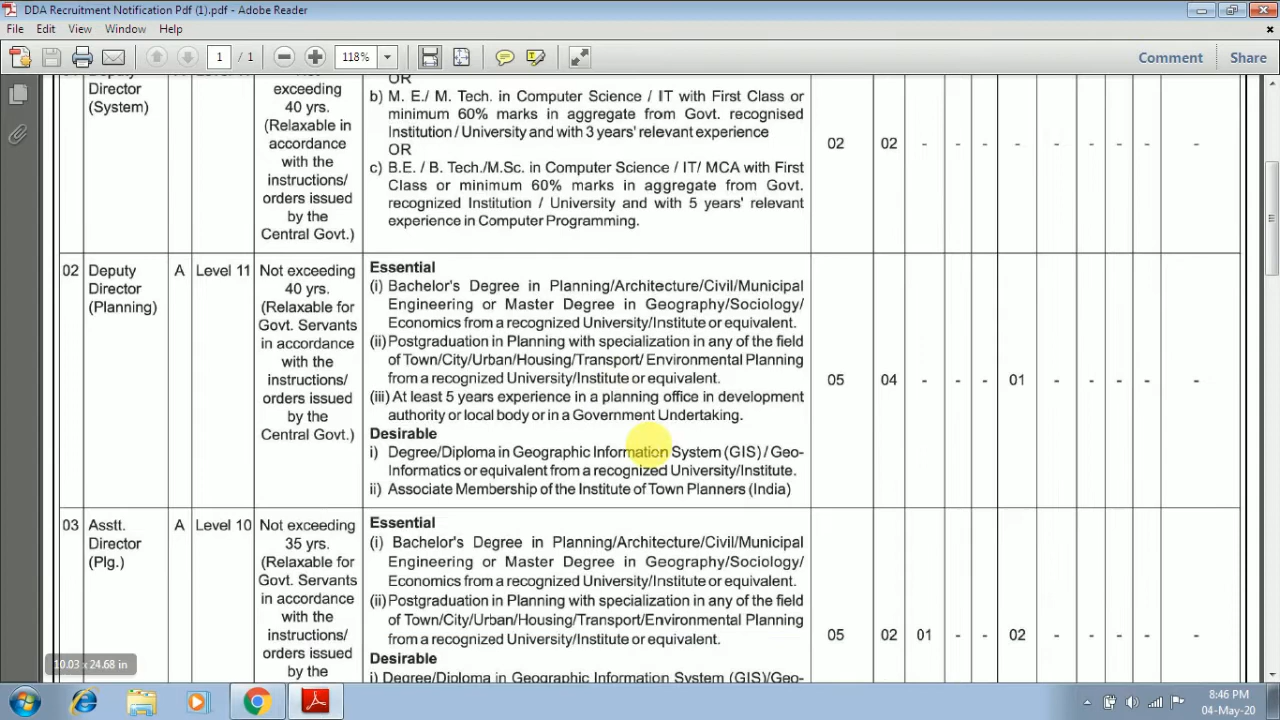 DDA Recruitment Notification Pdf (1).pdf - Adobe Reader
File Edit View Window Help
1 / 1 118% Comment Share
Deputy
Director
(System)
exceeding
40 yrs.
(Relaxable in
accordance
with the
instructions/
orders issued
by the
Central Govt.)
OR
b) M. E./ M. Tech. in Computer Science / IT with First Class or
minimum 60% marks in aggregate from Govt. recognised
Institution / University and with 3 years' relevant experience
OR
c) B.E. / B. Tech./M.Sc. in Computer Science / IT/ MCA with First
Class or minimum 60% marks in aggregate from Govt.
recognized Institution / University and with 5 years' relevant
experience in Computer Programming.
02 02 - - - - - - -
02 Deputy
Director
(Planning)
A Level 11
Not exceeding
40 yrs.
(Relaxable for
Govt. Servants
in accordance
with the
instructions/
orders issued
by the
Central Govt.)
Essential
(i) Bachelor's Degree in Planning/Architecture/Civil/Municipal
Engineering or Master Degree in Geography/Sociology/
Economics from a recognized University/Institute or equivalent.
(ii) Postgraduation in Planning with specialization in any of the field
of Town/City/Urban/Housing/Transport/ Environmental Planning
from a recognized University/Institute or equivalent.
(iii) At least 5 years experience in a planning office in development
authority or local body or in a Government Undertaking.
Desirable
i) Degree/Diploma in Geographic Information System (GIS) / Geo-
Informatics or equivalent from a recognized University/Institute.
ii) Associate Membership of the Institute of Town Planners (India)
05 04 - - - 01 - - - -
03 Asstt.
Director
(Plg.)
A Level 10
Not exceeding
35 yrs.
(Relaxable for
Govt. Servants
in accordance
with the
instructions/
orders issued
by the
Essential
(i) Bachelor's Degree in Planning/Architecture/Civil/Municipal
Engineering or Master Degree in Geography/Sociology/
Economics from a recognized University/Institute or equivalent.
(ii) Postgraduation in Planning with specialization in any of the field
of Town/City/Urban/Housing/Transport/Environmental Planning
from a recognized University/Institute or equivalent.
Desirable
i) Degree/Diploma in Geographic Information System (GIS)/Geo-
05 02 01 - - 02 - - - -
10.03 x 24.68 in
8:46 PM
04-May-20